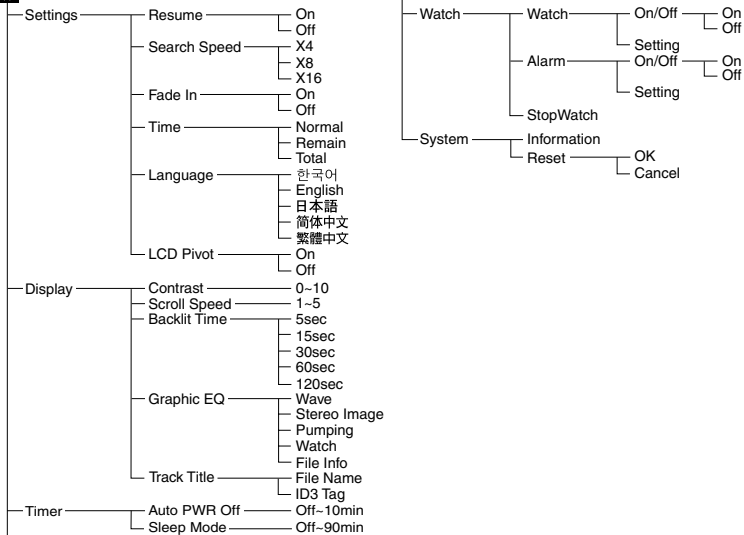 Settings Resume On
Off
Search Speed X4
X8
X16
Fade In On
Off
Time Normal
Remain
Total
Language 한국어
English
日本語
简体中文
繁體中文
LCD Pivot On
Off
Display Contrast 0~10
Scroll Speed 1~5
Backlit Time 5sec
15sec
30sec
60sec
120sec
Graphic EQ Wave
Stereo Image
Pumping
Watch
File Info
Track Title File Name
ID3 Tag
Timer Auto PWR Off Off~10min
Sleep Mode Off~90min
Watch Watch On/Off On
Off
Setting
Alarm On/Off On
Off
Setting
StopWatch
System Information
Reset OK
Cancel